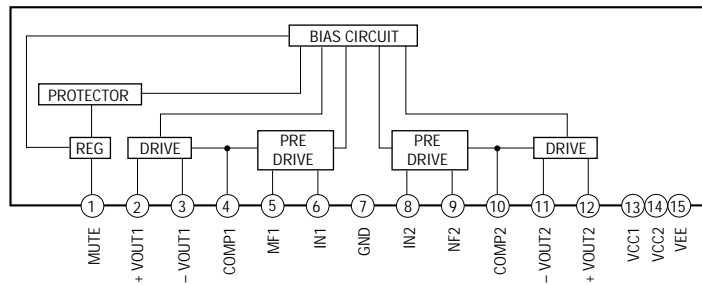 BIAS CIRCUIT
PROTECTOR
REG
DRIVE
PRE
DRIVE
PRE
DRIVE
DRIVE
1
2
3
4
5
6
7
8
9
10
11
12
13
14
15
MUTE
+ VOUT1
– VOUT1
COMP1
MF1
IN1
GND
IN2
NF2
COMP2
– VOUT2
+ VOUT2
VCC1
VCC2
VEE